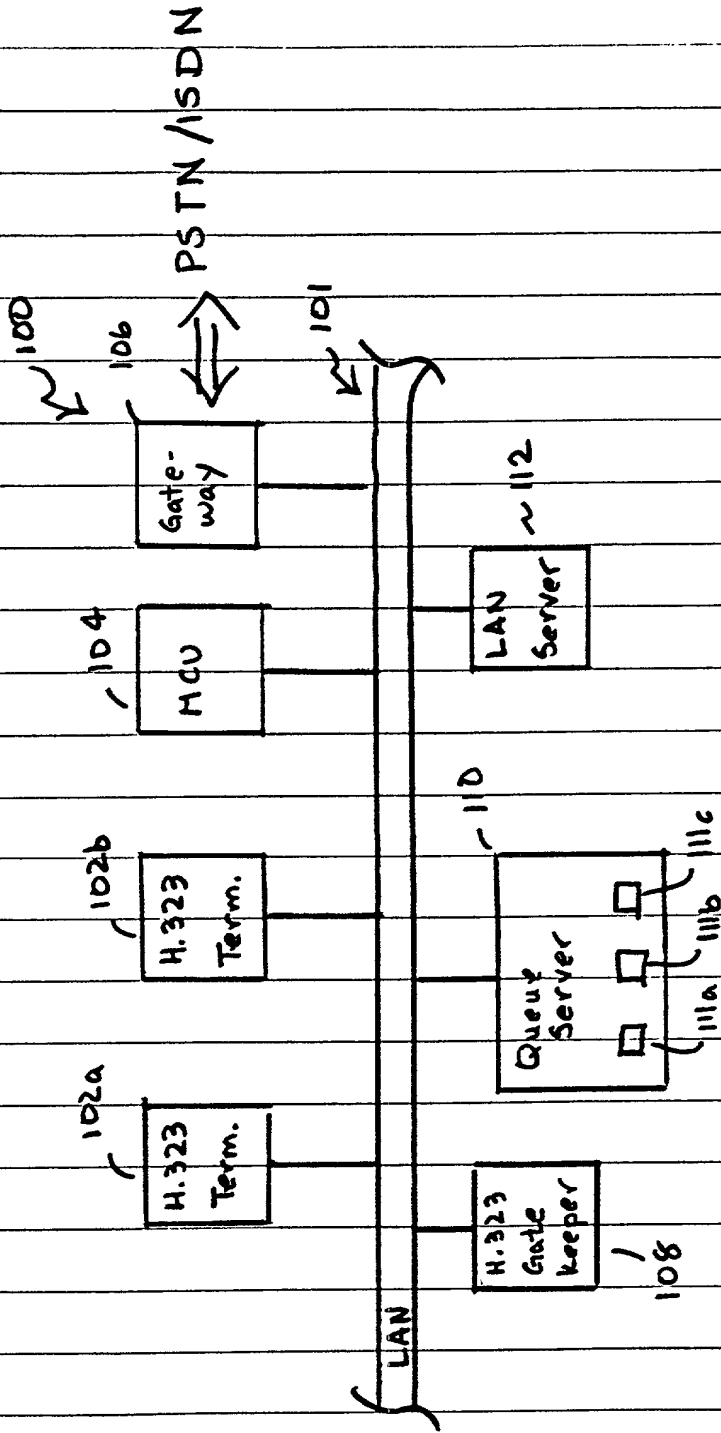 100
102a
H.323
Term.
102b
H.323
Term.
104
MCU
106
Gate-
way
PSTN/ISDN
101
LAN
H.323
Gate
keeper
108
110
Queue
Server
111a
111b
111c
LAN
Server
112